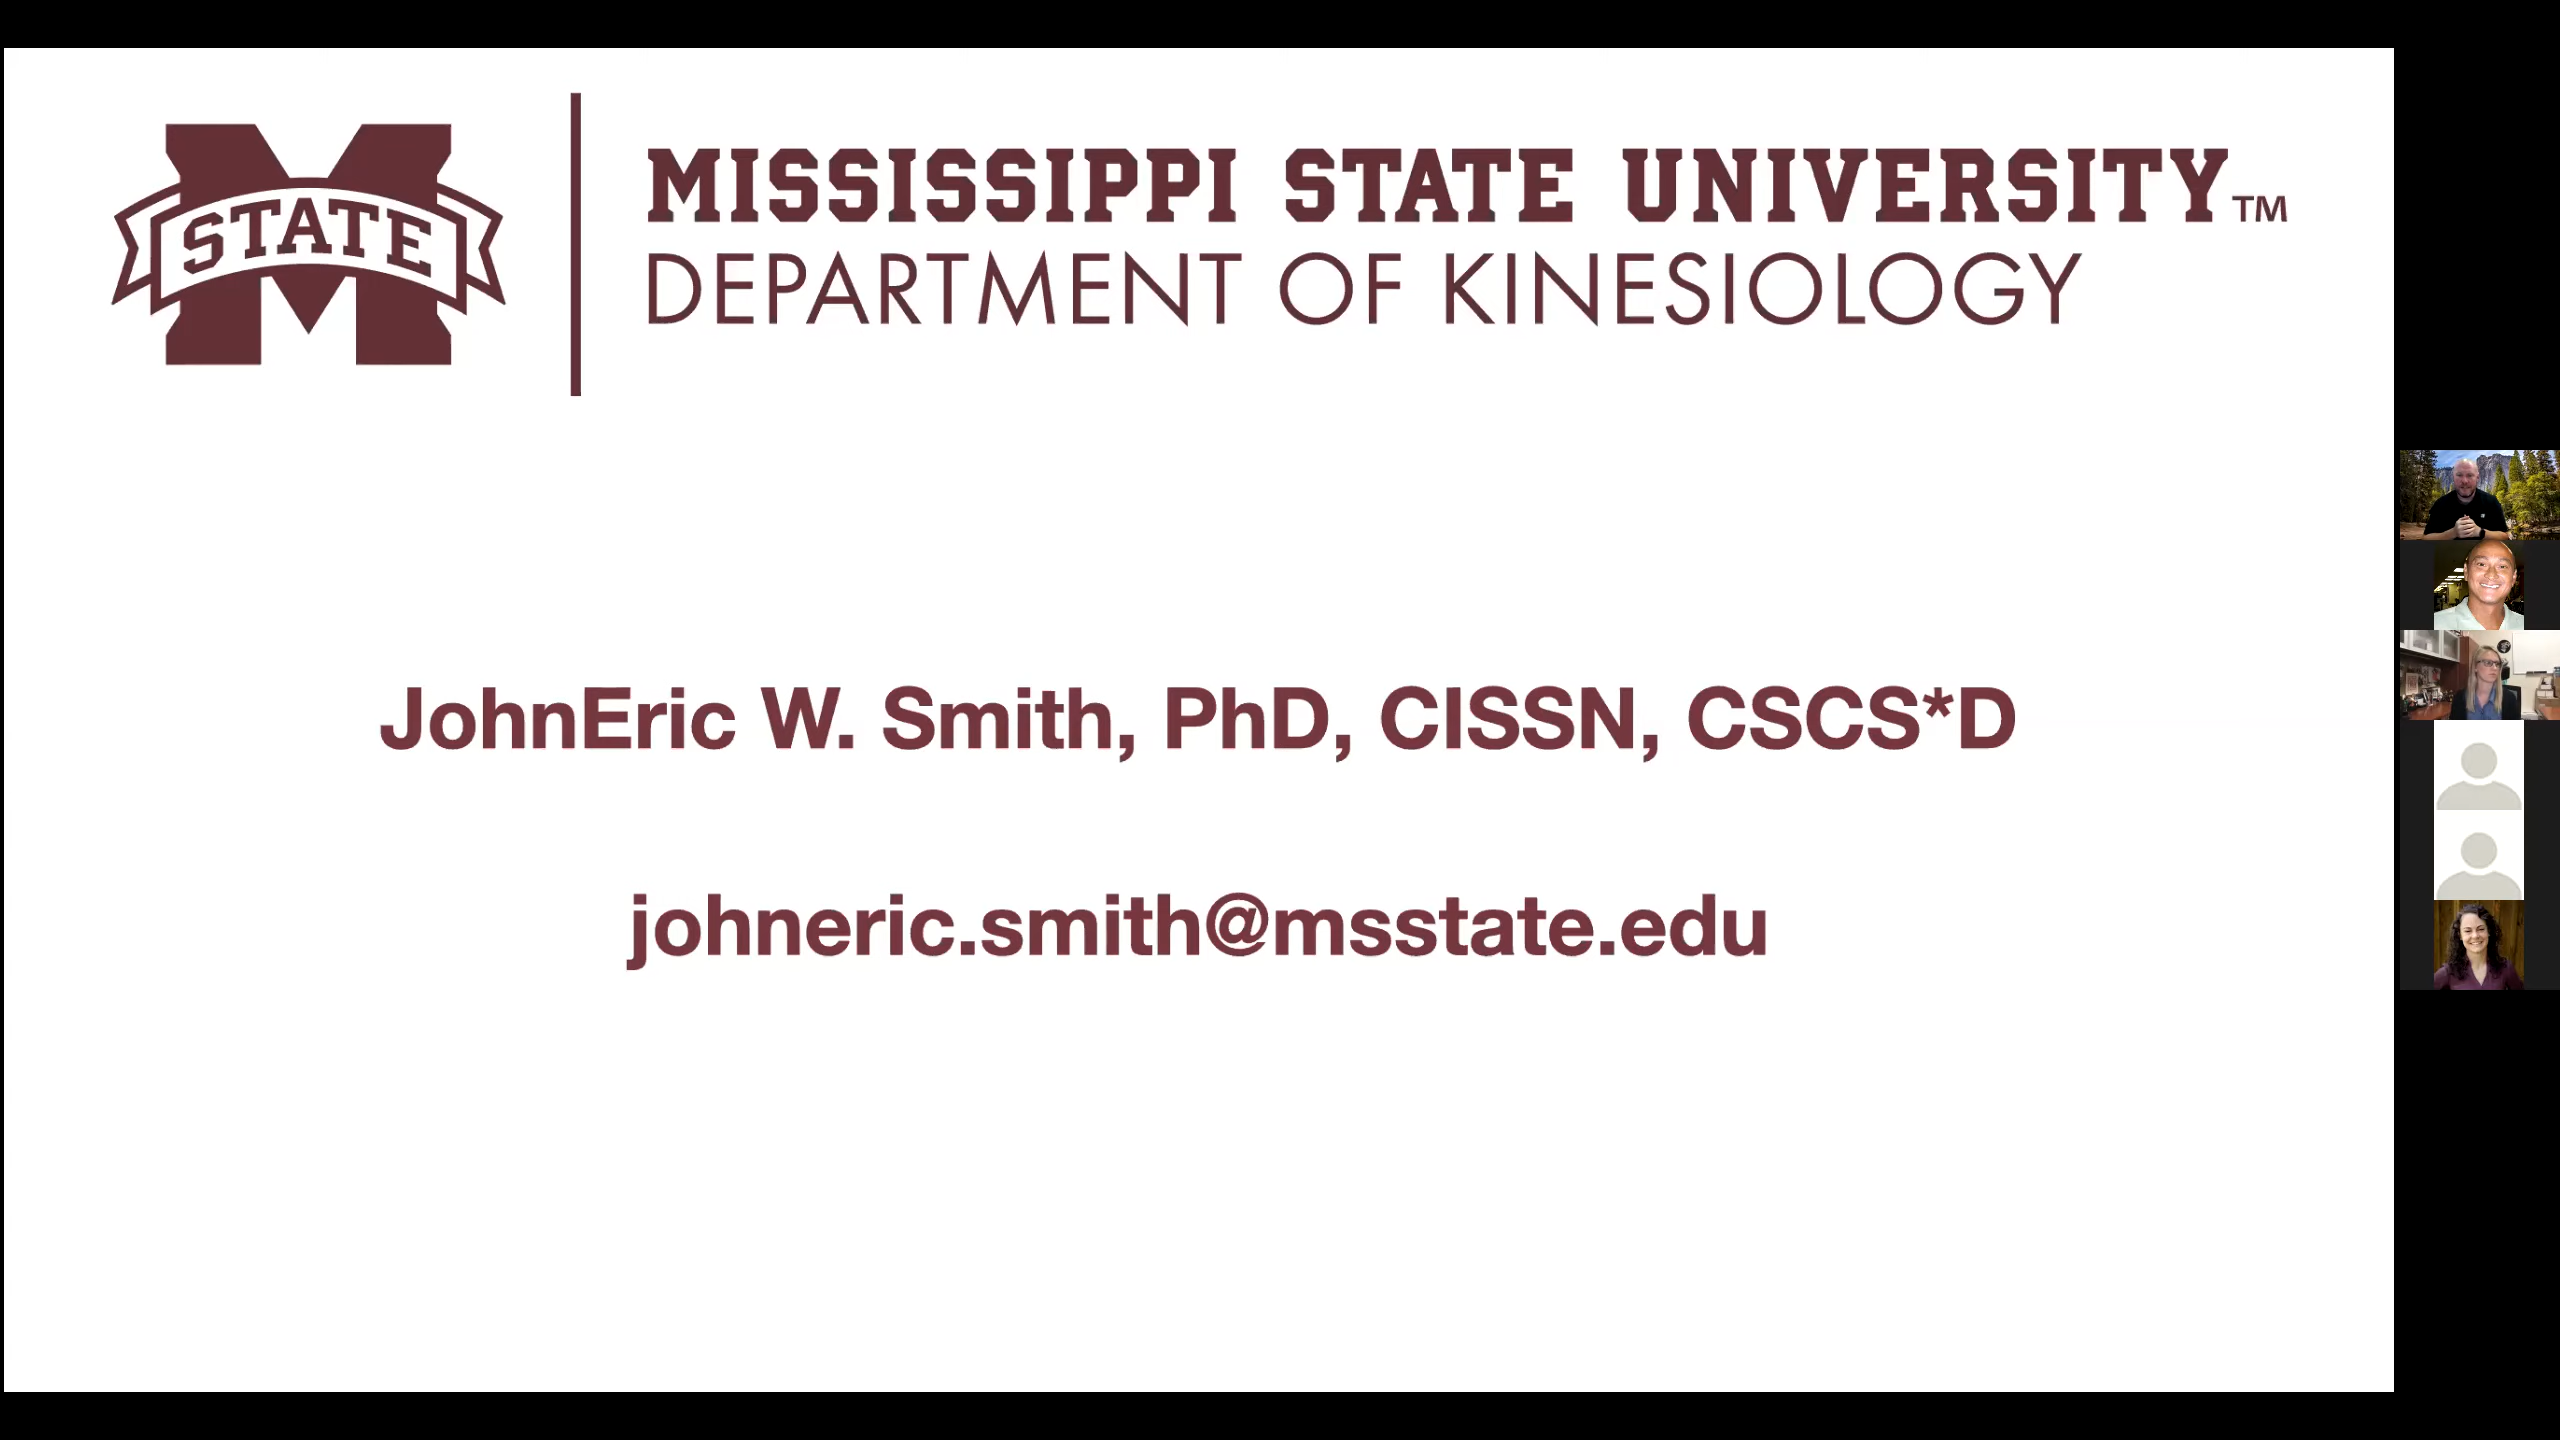 STATE
MISSISSIPPI STATE UNIVERSITY™
DEPARTMENT OF KINESIOLOGY
JohnEric W. Smith, PhD, CISSN, CSCS*D
johneric.smith@msstate.edu